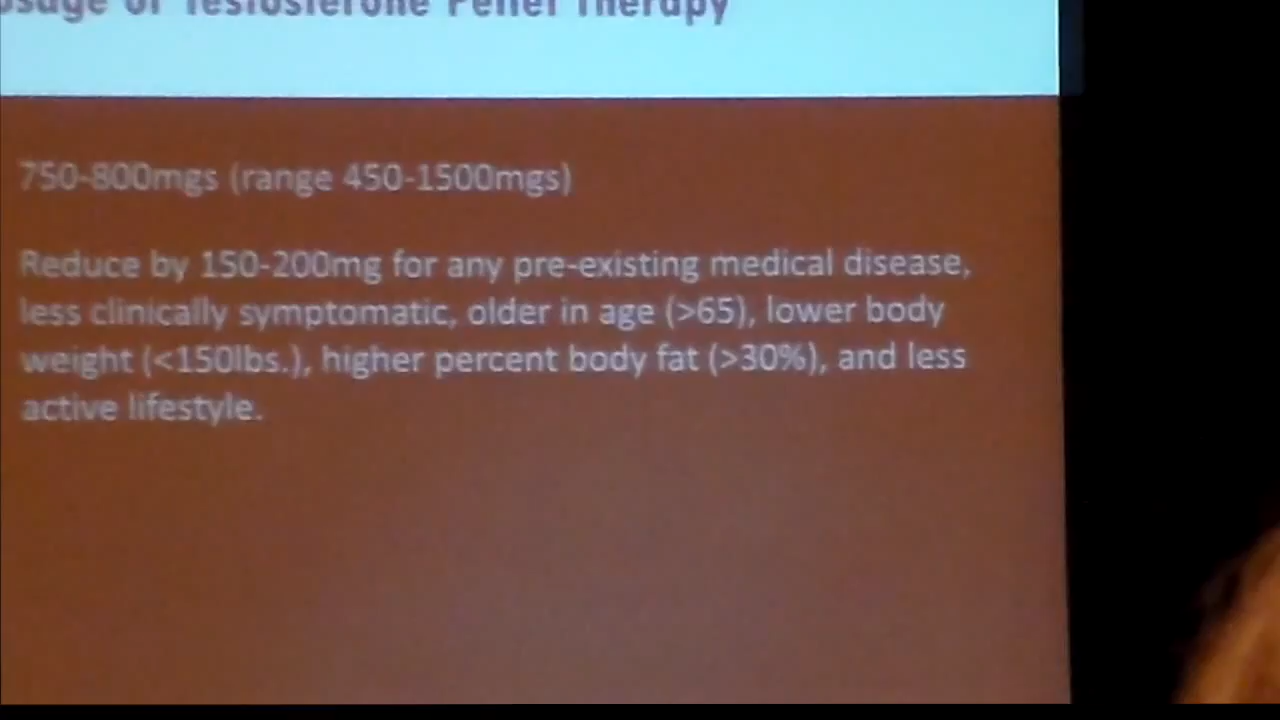 of Testosterone Pellet Therapy
750-800mgs (range 450-1500mgs)
Reduce by 150-200mg for any pre-existing medical disease,
less clinically symptomatic, older in age (>65), lower body
weight (<150lbs.), higher percent body fat (>30%), and less
active lifestyle.